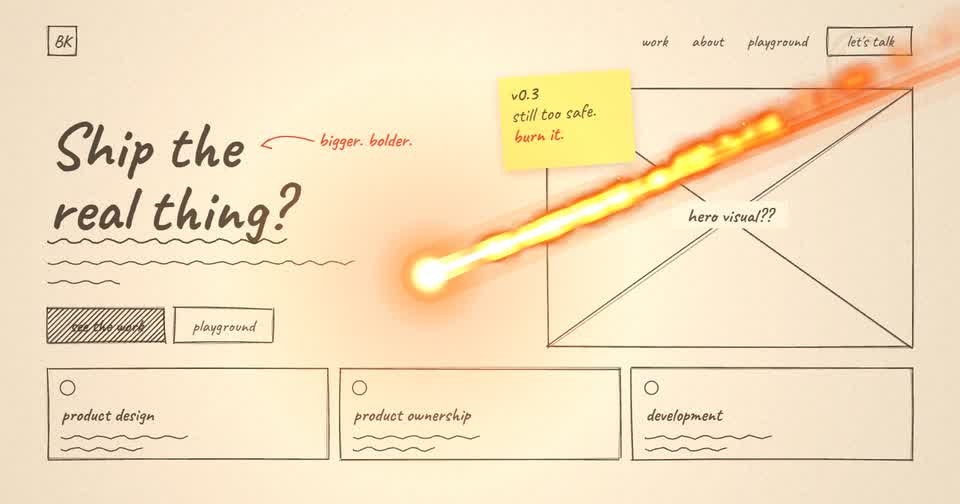 BK
work about playground let's talk
v0.3
still too safe.
burn it.
Ship the
real thing?
bigger. bolder.
hero visual??
see the work playground
product design
product ownership
development